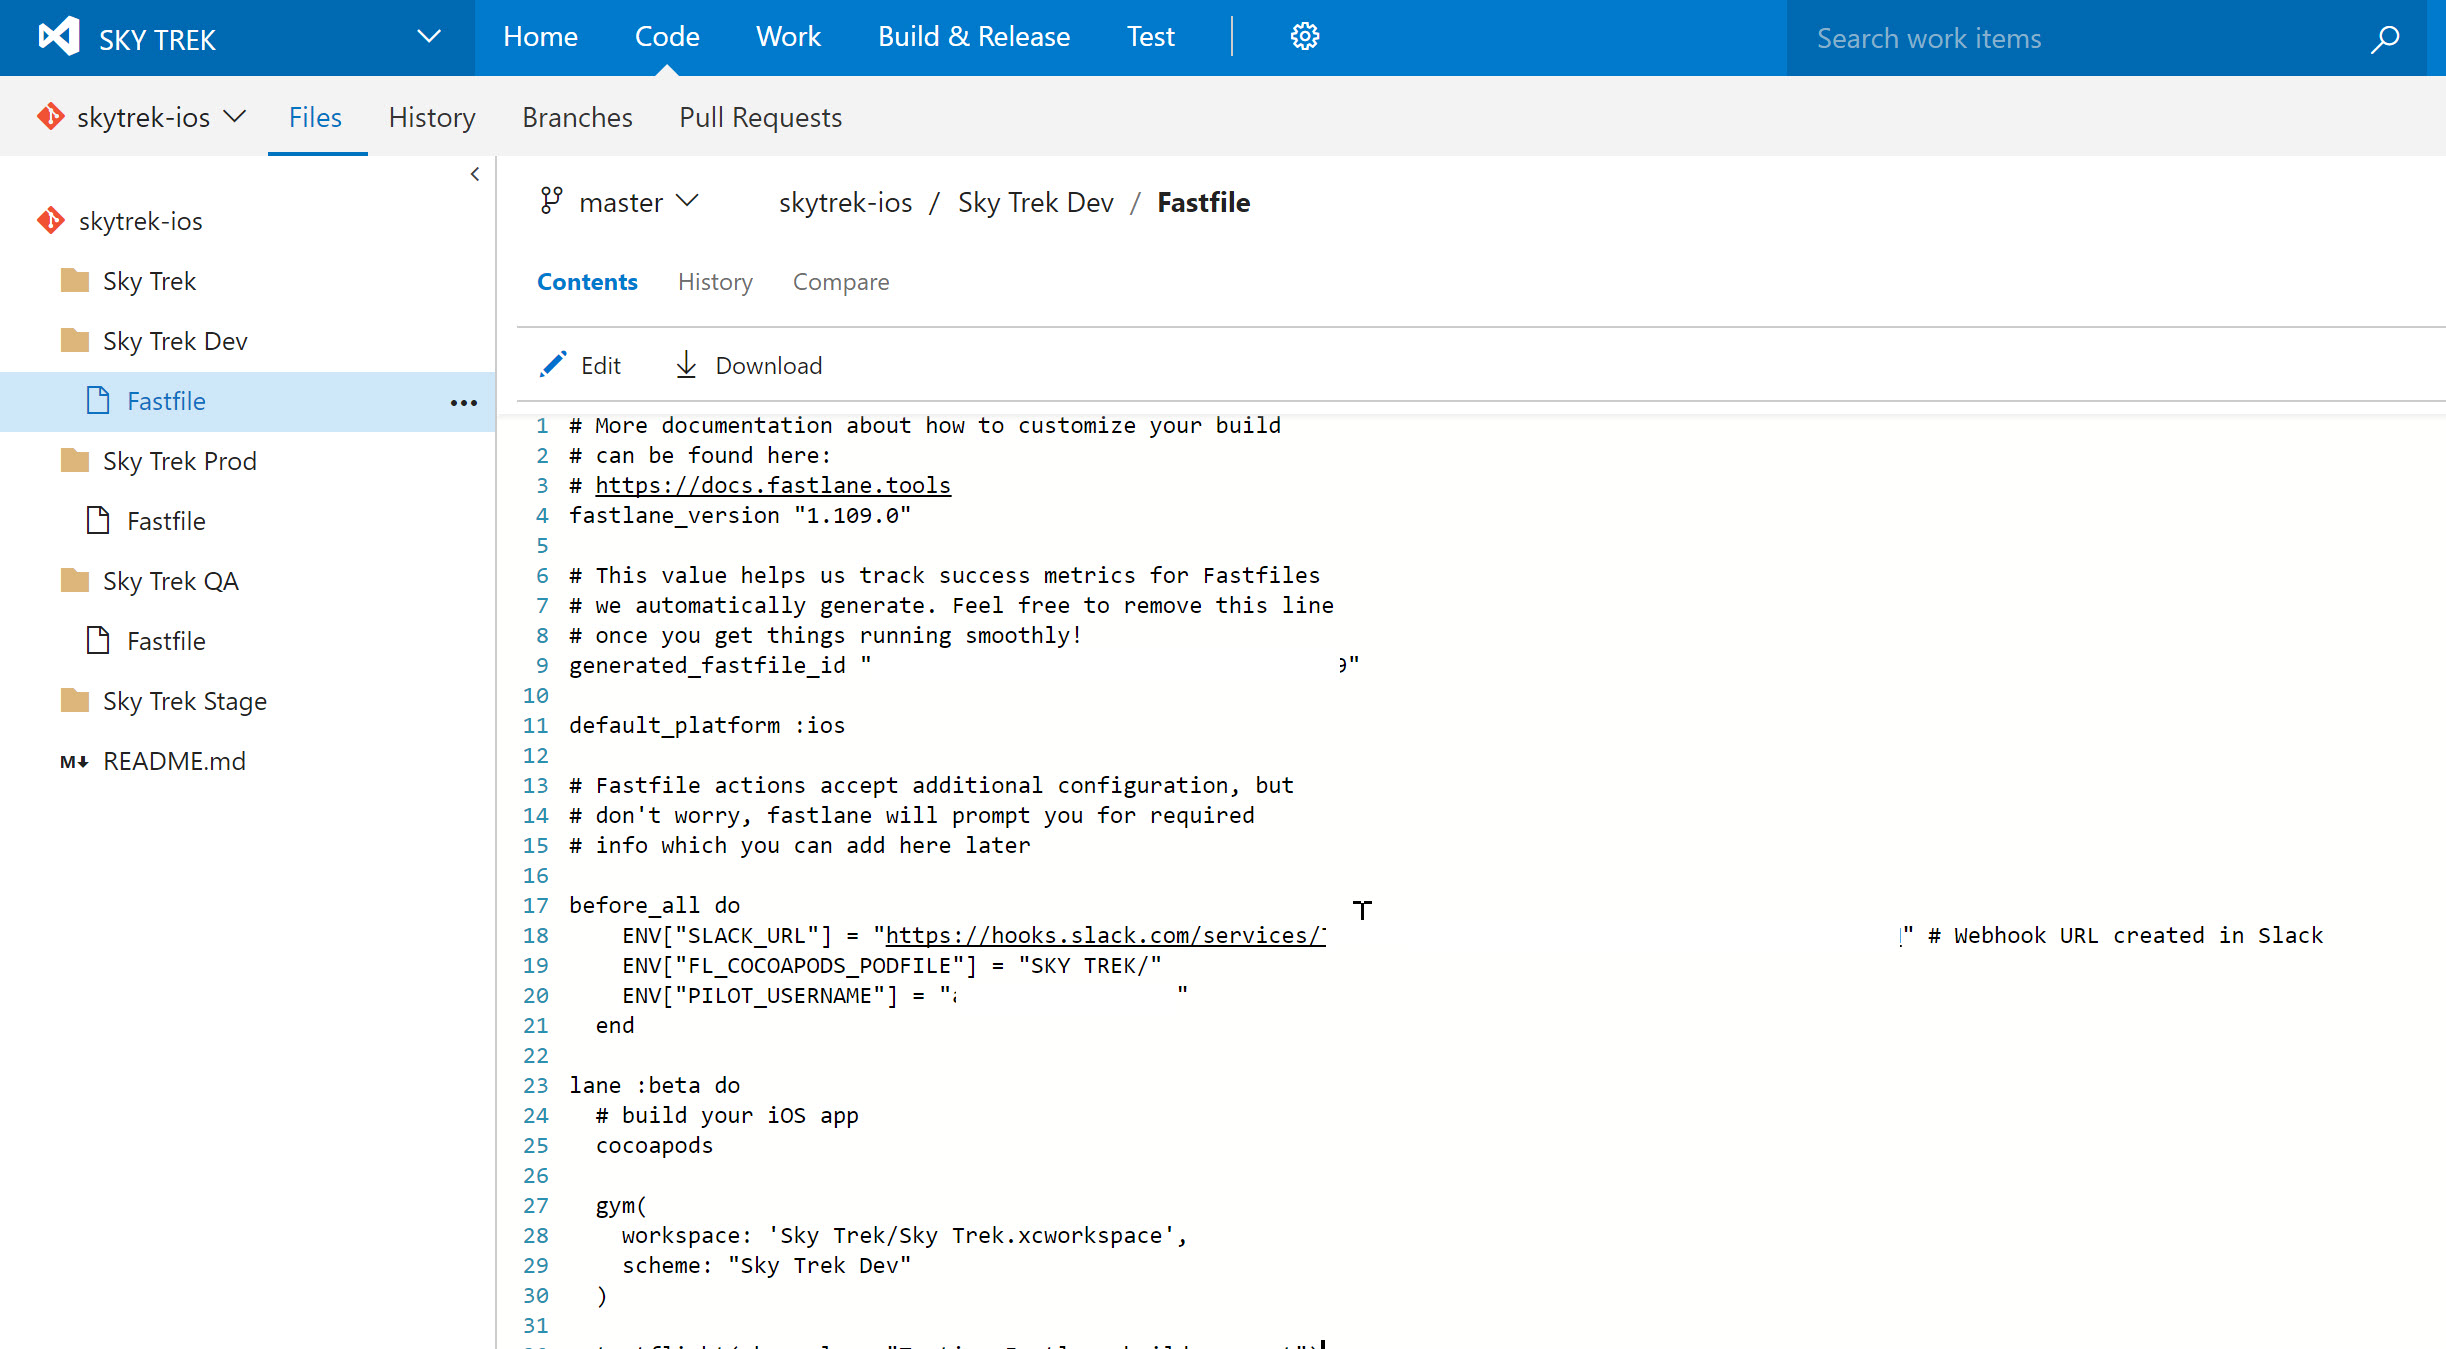 SKY TREK
Home Code Work Build & Release Test
Search work items
skytrek-ios Files History Branches Pull Requests
skytrek-ios
Sky Trek
Sky Trek Dev
Fastfile
Sky Trek Prod
Fastfile
Sky Trek QA
Fastfile
Sky Trek Stage
M README.md
master skytrek-ios / Sky Trek Dev / Fastfile
Contents History Compare
Edit Download
1 # More documentation about how to customize your build
2 # can be found here:
3 # https://docs.fastlane.tools
4 fastlane_version "1.109.0"
5
6 # This value helps us track success metrics for Fastfiles
7 # we automatically generate. Feel free to remove this line
8 # once you get things running smoothly!
9 generated_fastfile_id " "
10
11 default_platform :ios
12
13 # Fastfile actions accept additional configuration, but
14 # don't worry, fastlane will prompt you for required
15 # info which you can add here later
16
17 before_all do
18 ENV["SLACK_URL"] = "https://hooks.slack.com/services/ " # Webhook URL created in Slack
19 ENV["FL_COCOAPODS_PODFILE"] = "SKY TREK/"
20 ENV["PILOT_USERNAME"] = " "
21 end
22
23 lane :beta do
24 # build your iOS app
25 cocoapods
26
27 gym(
28 workspace: 'Sky Trek/Sky Trek.xcworkspace',
29 scheme: "Sky Trek Dev"
30 )
31